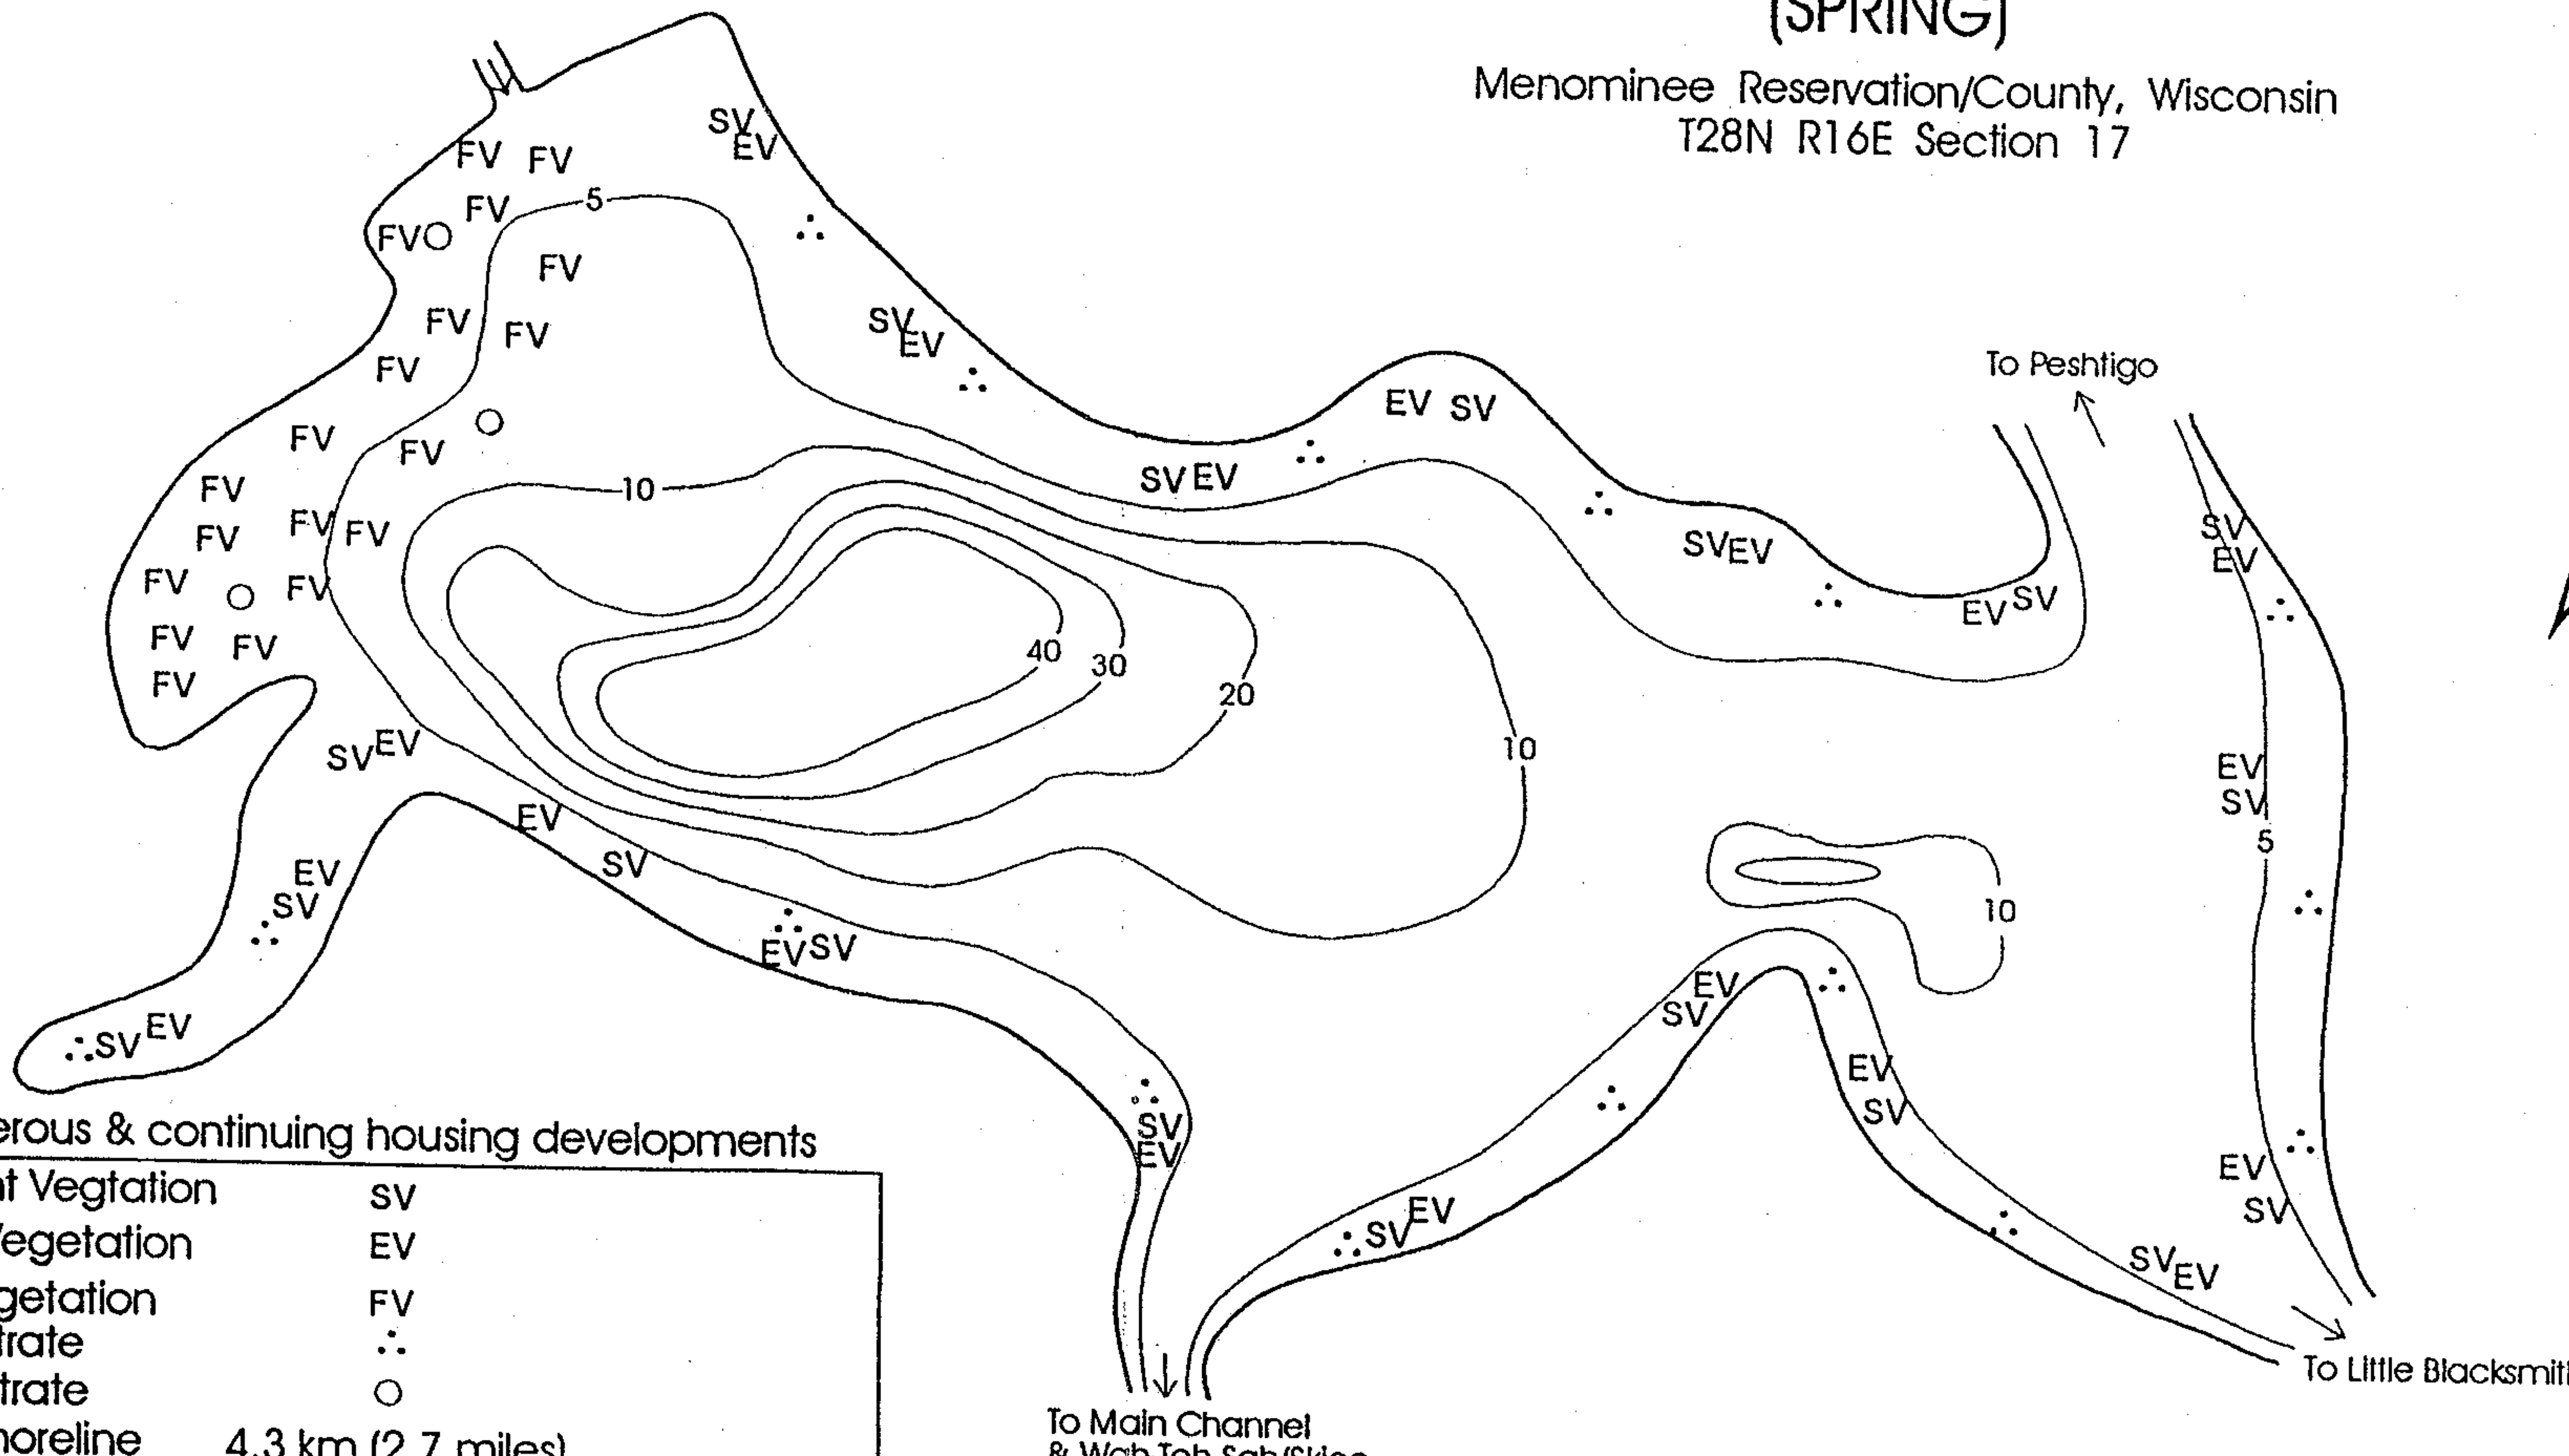 (SPRING)
Menominee Reservation/County, Wisconsin
T28N R16E Section 17
SV
EV
FV FV
FV 5
FV
FV
SV
EV
FV FV
FV
To Peshtigo
EV SV
FV
FV
SV EV
FV
10
SV
EV
FV
FV FV
SV EV
FV
FV
EV SV
FV
FV
40
30
20
FV
SV EV
10
EV
SV
EV
SV
5
EV
SV
10
EV SV
EV
SV
EV
SV
SV EV
SV
EV
EV
SV
EV
SV
SV EV
SV EV
erous & continuing housing developments
nt Vegtation SV
Vegetation EV
getation FV
trate
trate
horeline 4.3 km (2.7 miles)
To Main Channel
To Little Blacksmith